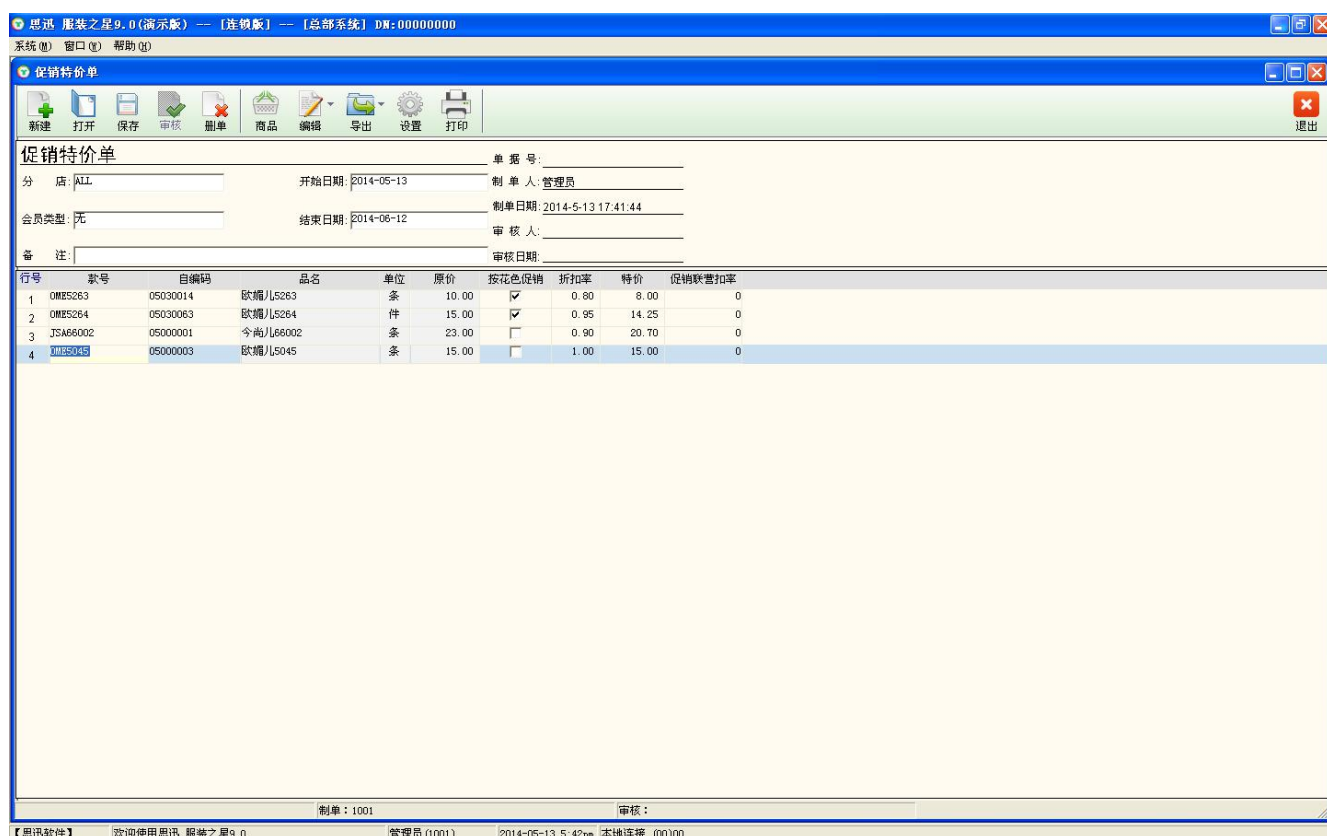 思迅 服装之星9.0(演示版) -- [连锁版] -- [总部系统] DN:00000000
系统(M) 窗口(W) 帮助(H)
促销特价单
新建 打开 保存 审核 删单 商品 编辑 导出 设置 打印 退出
促销特价单 单 据 号:
分 店: ALL 开始日期: 2014-05-13 制 单 人: 管理员
制单日期: 2014-5-13 17:41:44
会员类型: 无 结束日期: 2014-06-12
审 核 人:
备 注: 审核日期:
行号 款号 自编码 品名 单位 原价 按花色促销 折扣率 特价 促销联营扣率
1 OME5263 05030014 欧媚儿5263 条 10.00 0.80 8.00 0
2 OME5264 05030063 欧媚儿5264 件 15.00 0.95 14.25 0
3 JSA66002 05000001 今尚儿66002 条 23.00 0.90 20.70 0
4 OME5045 05000003 欧媚儿5045 条 15.00 1.00 15.00 0
制单：1001 审核：
【思迅软件】 欢迎使用思迅 服装之星9.0 管理员(1001) 2014-05-13 5:42pm 本地连接 (00)00